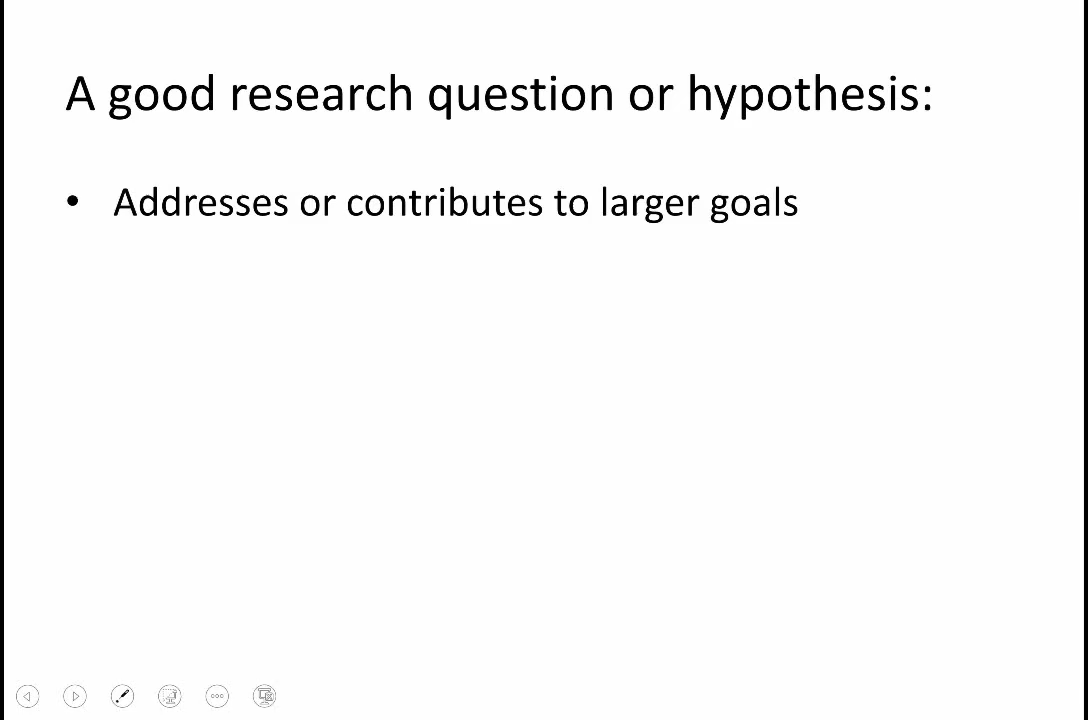 A good research question or hypothesis:
• Addresses or contributes to larger goals